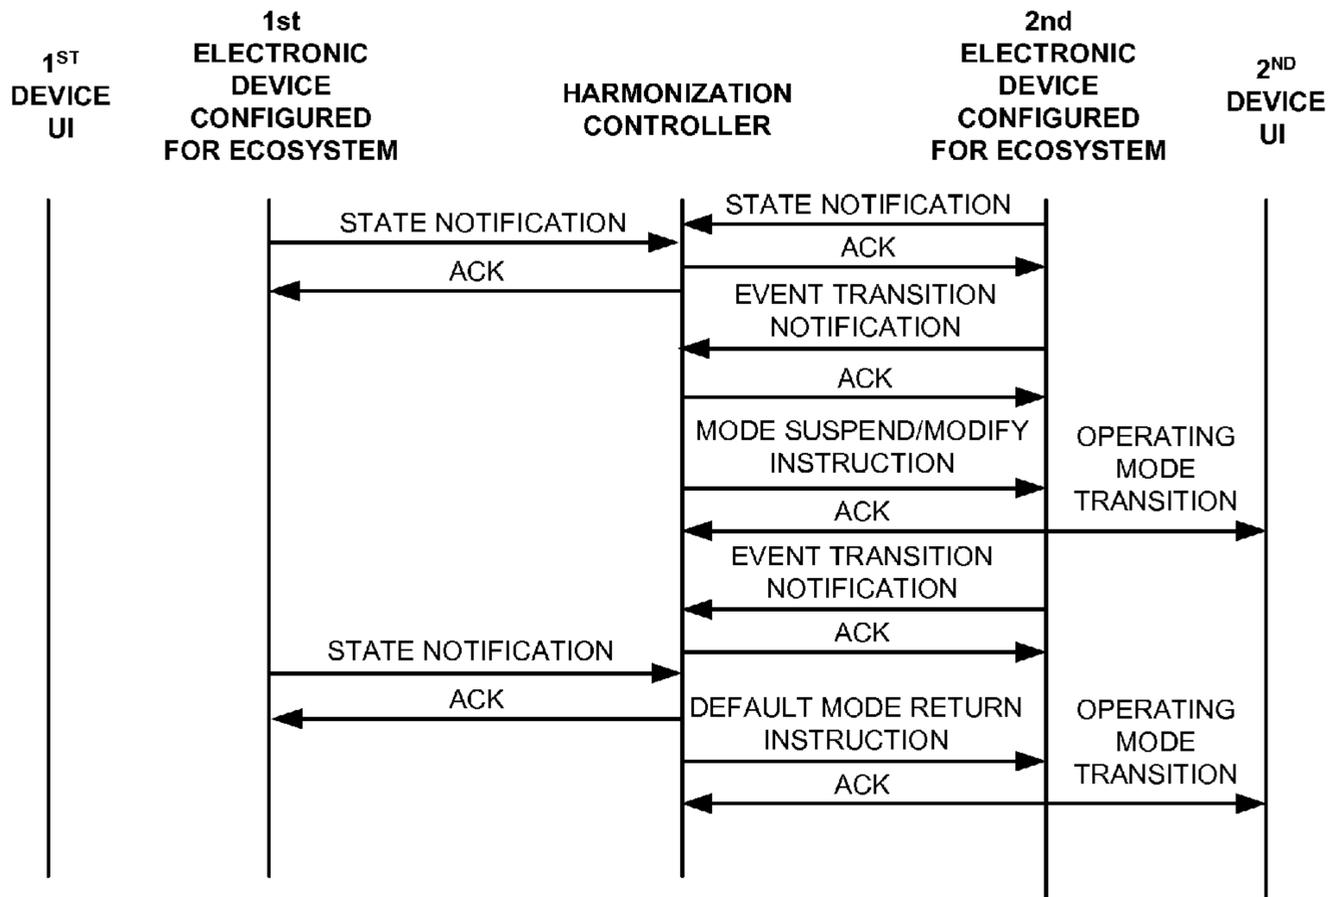 1ST
DEVICE
UI
1st
ELECTRONIC
DEVICE
CONFIGURED
FOR ECOSYSTEM
HARMONIZATION
CONTROLLER
2nd
ELECTRONIC
DEVICE
CONFIGURED
FOR ECOSYSTEM
2ND
DEVICE
UI
STATE NOTIFICATION
STATE NOTIFICATION
ACK
ACK
EVENT TRANSITION
NOTIFICATION
ACK
MODE SUSPEND/MODIFY
INSTRUCTION
OPERATING
MODE
TRANSITION
ACK
EVENT TRANSITION
NOTIFICATION
ACK
STATE NOTIFICATION
ACK
DEFAULT MODE RETURN
INSTRUCTION
OPERATING
MODE
TRANSITION
ACK